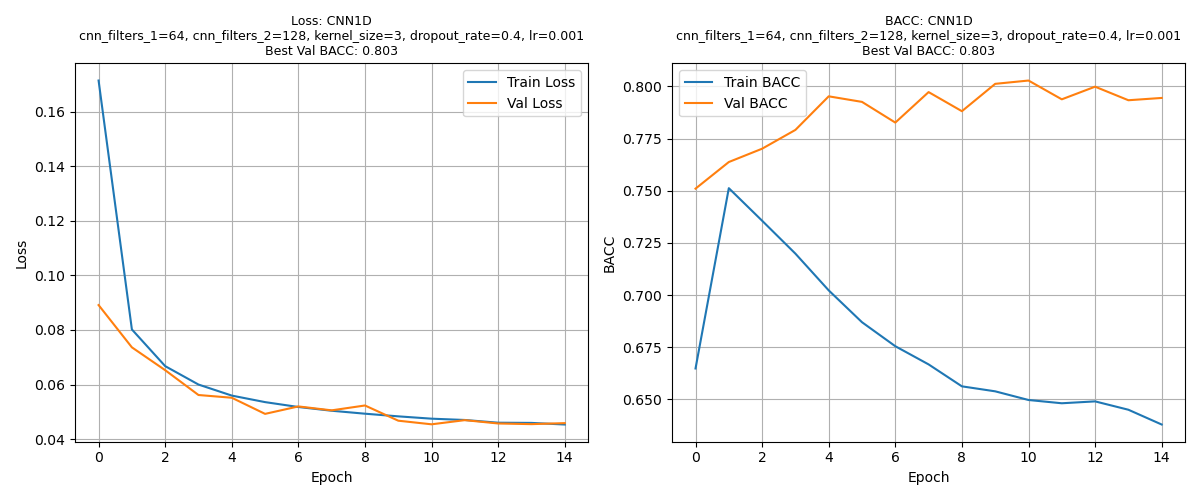 Loss: CNN1D
cnn_filters_1=64, cnn_filters_2=128, kernel_size=3, dropout_rate=0.4, lr=0.001
Best Val BACC: 0.803
Train Loss
Val Loss
0.16
0.14
0.12
0.10
0.08
0.06
0.04
Loss
0 2 4 6 8 10 12 14
Epoch
BACC: CNN1D
cnn_filters_1=64, cnn_filters_2=128, kernel_size=3, dropout_rate=0.4, lr=0.001
Best Val BACC: 0.803
Train BACC
Val BACC
0.800
0.775
0.750
0.725
0.700
0.675
0.650
BACC
0 2 4 6 8 10 12 14
Epoch